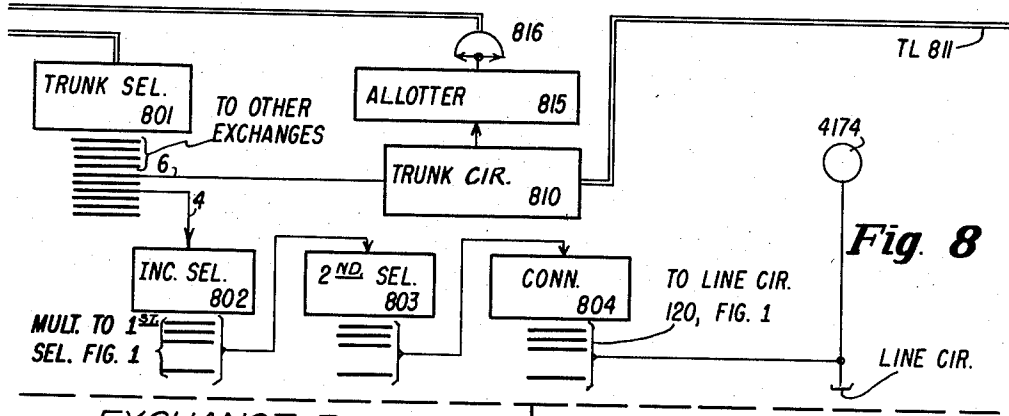 816
TL 811
TRUNK SEL.
801
TO OTHER
EXCHANGES
ALLOTTER
815
4174
6
TRUNK CIR.
810
4
Fig. 8
INC. SEL.
802
2ND. SEL.
803
CONN.
804
TO LINE CIR.
120, FIG. 1
MULT. TO 1ST.
SEL. FIG. 1
LINE CIR.
EXCHANGE